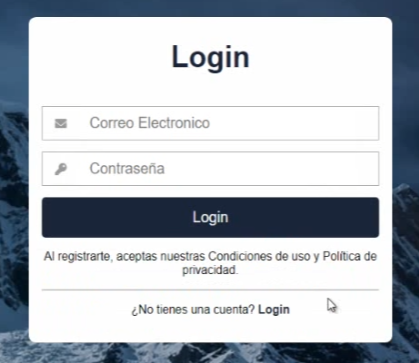 Login
Correo Electronico
Contraseña
Login
Al registrarte, aceptas nuestras Condiciones de uso y Política de
privacidad.
¿No tienes una cuenta? Login